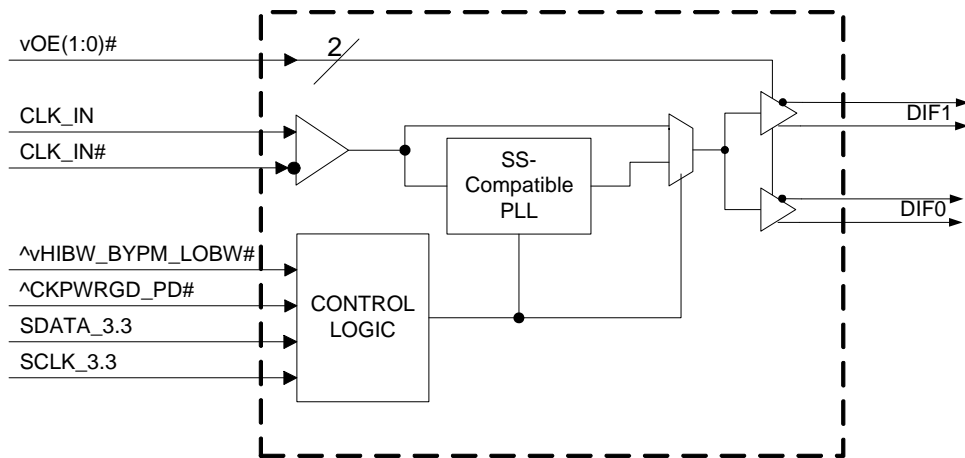 vOE(1:0)#
2
CLK_IN
CLK_IN#
DIF1
SS-
Compatible
PLL
DIF0
^vHIBW_BYPM_LOBW#
^CKPWRGD_PD#
SDATA_3.3
SCLK_3.3
CONTROL
LOGIC